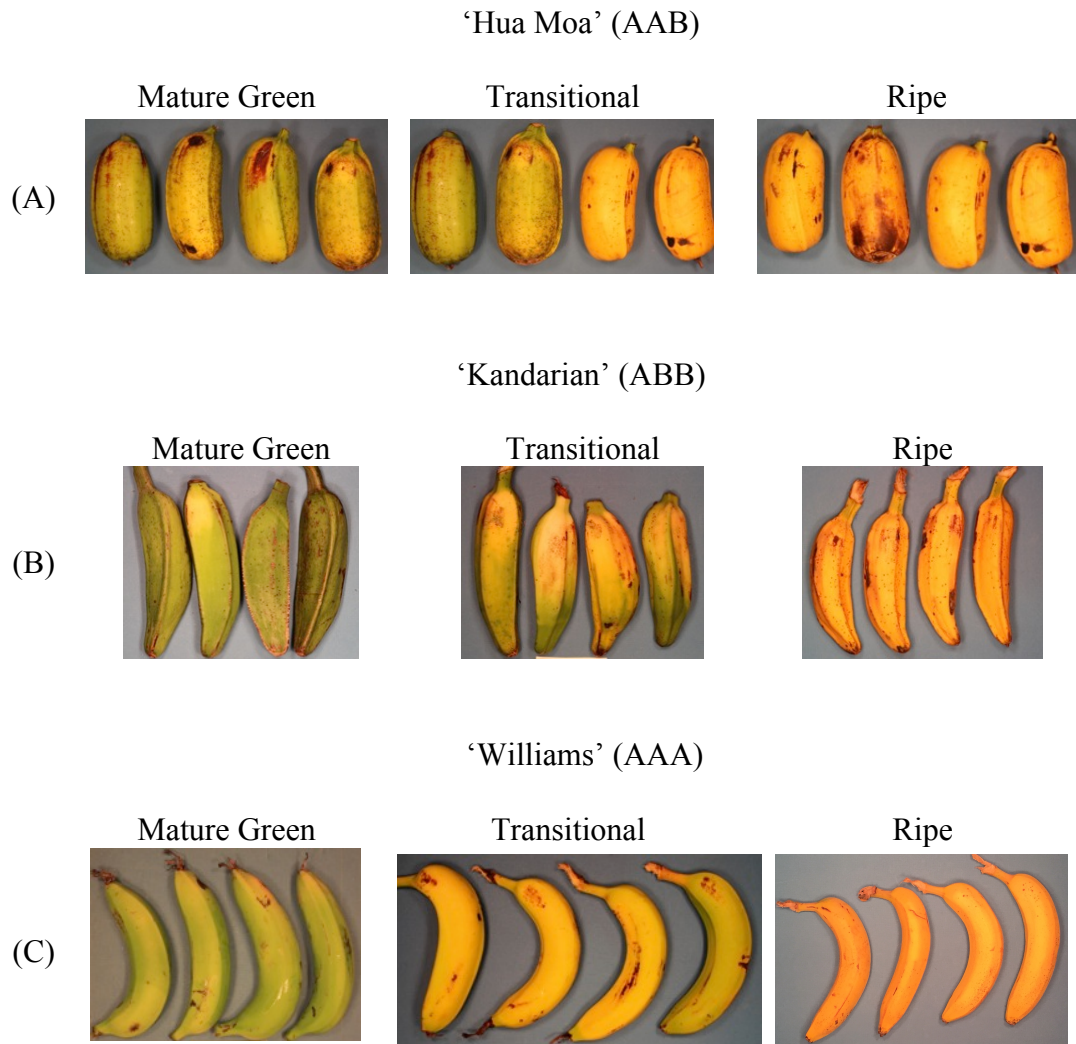 ‘Hua Moa’ (AAB)
Mature Green Transitional Ripe
(A)
‘Kandarian’ (ABB)
Mature Green Transitional Ripe
(B)
‘Williams’ (AAA)
Mature Green Transitional Ripe
(C)